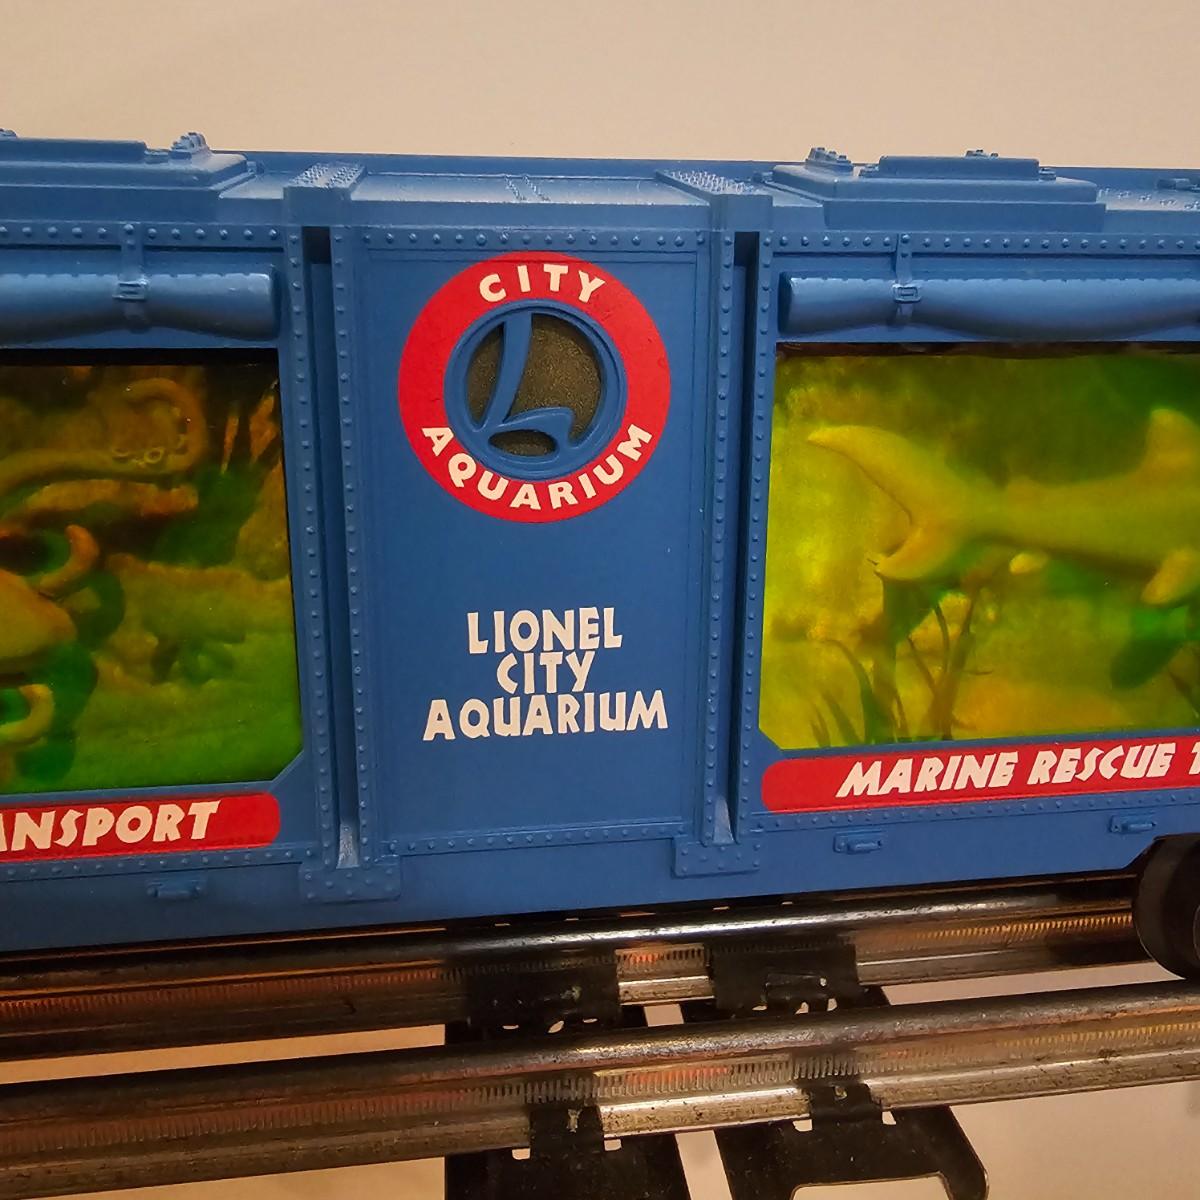 CITY
AQUARIUM
LIONEL
CITY
AQUARIUM
ANSPORT
MARINE RESCUE T